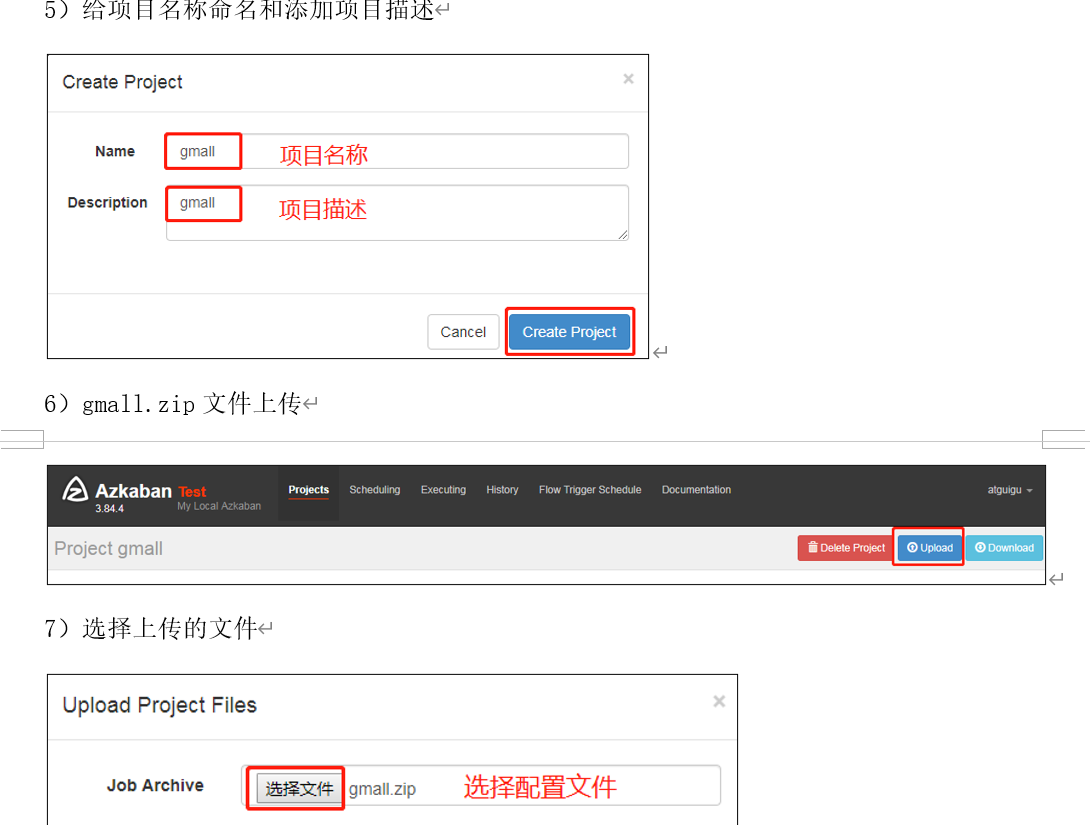 5）给项目名称命名和添加项目描述↵
Create Project ×
Name gmall 项目名称
Description gmall 项目描述
Cancel Create Project ↵
6）gmall.zip 文件上传↵
Azkaban Test Projects Scheduling Executing History Flow Trigger Schedule Documentation atguigu
3.84.4 My Local Azkaban
Project gmall Delete Project Upload Download ↵
7）选择上传的文件↵
Upload Project Files ×
Job Archive 选择文件 gmall.zip 选择配置文件